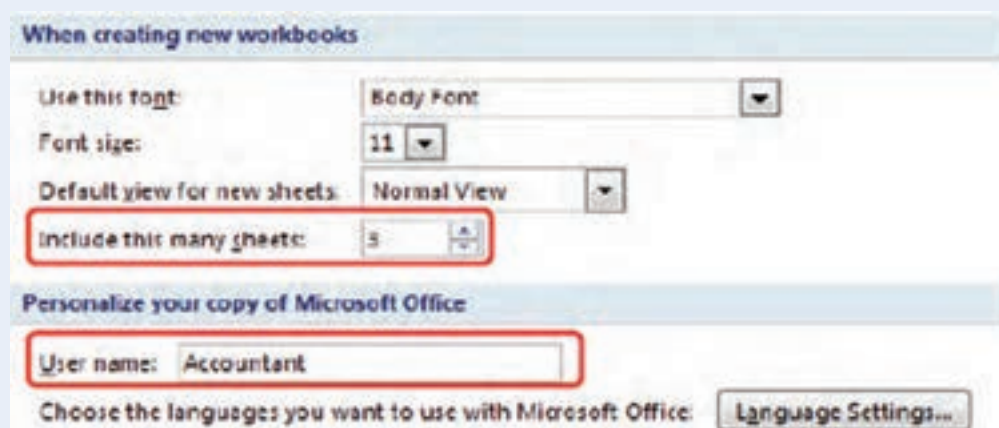 When creating new workbooks
Use this font: Body Font
Font size: 11
Default view for new sheets: Normal View
Include this many sheets:
Personalize your copy of Microsoft Office
User name: Accountant
Choose the languages you want to use with Microsoft Office: Language Settings...